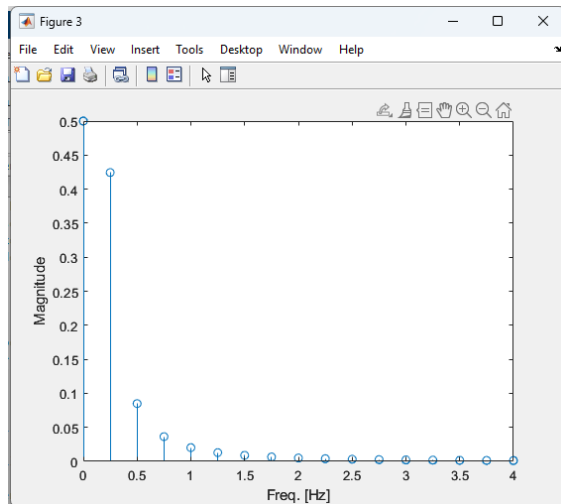 Figure 3
File Edit View Insert Tools Desktop Window Help
0.5
0.45
0.4
0.35
0.3
0.25
0.2
0.15
0.1
0.05
0
Magnitude
0 0.5 1 1.5 2 2.5 3 3.5 4
Freq. [Hz]